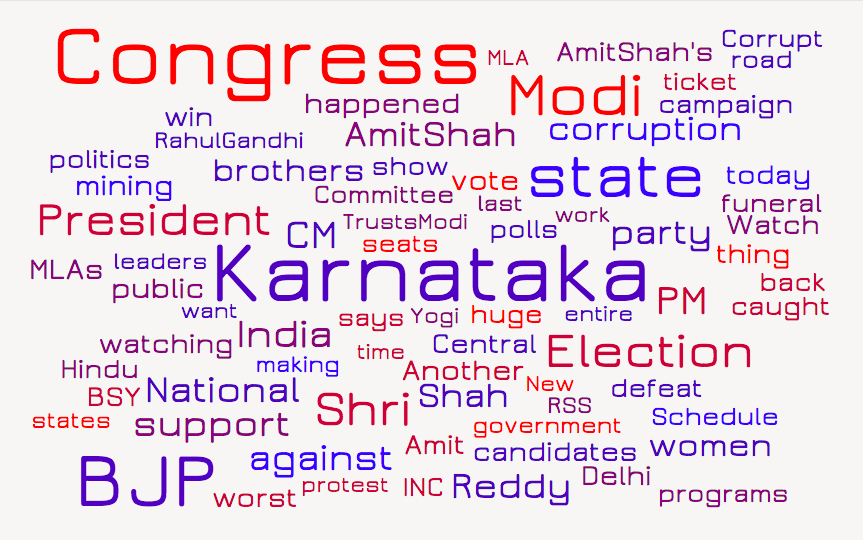 Congress
MLA
AmitShah's
Corrupt
road
Modi
ticket
happened
campaign
win
AmitShah
corruption
RahulGandhi
politics
brothers
show
mining
vote
state
today
Committee
last
funeral
President
TrustsModi
work
Watch
CM
polls
party
seats
thing
MLAs
leaders
Karnataka
public
PM
back
caught
want
says
Yogi
huge
entire
watching
India
time
Central
Election
Hindu
making
Another
New
BSY
National
Shri
Shah
RSS
defeat
states
support
government
Schedule
Amit
candidates
women
against
BJP
worst
protest
INC
Reddy
Delhi
programs